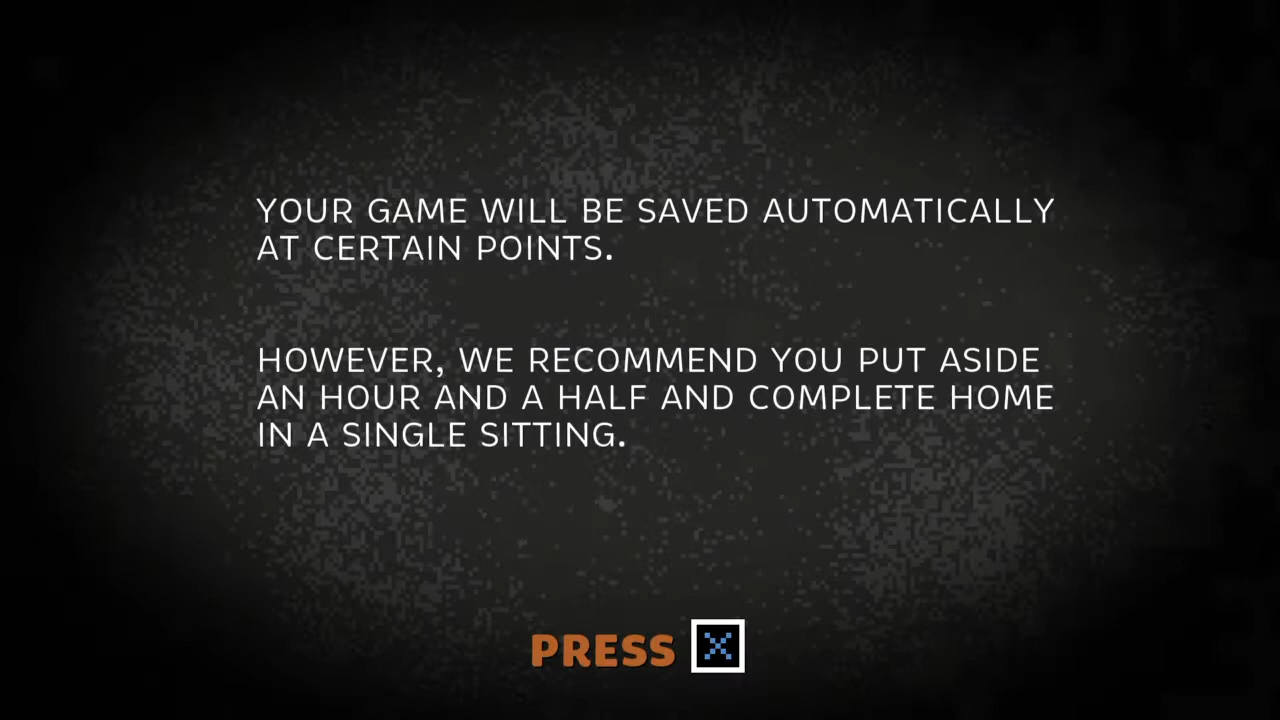 YOUR GAME WILL BE SAVED AUTOMATICALLY
AT CERTAIN POINTS.
HOWEVER, WE RECOMMEND YOU PUT ASIDE
AN HOUR AND A HALF AND COMPLETE HOME
IN A SINGLE SITTING.
PRESS X